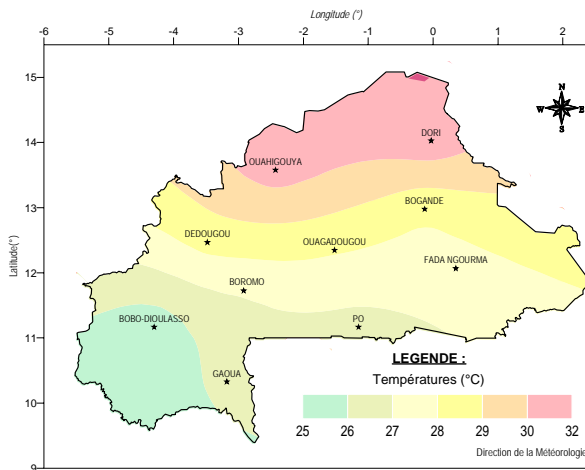 Longitude (°)
-6 -5 -4 -3 -2 -1 0 1 2
15
N
W E
S
14
DORI
OUAHIGOUYA
13
BOGANDE
DEDOUGOU
OUAGADOUGOU
Latitude(°)
12
FADA NGOURMA
BOROMO
11
BOBO-DIOULASSO
PO
LEGENDE :
GAOUA
Températures (°C)
10
25 26 27 28 29 30 32
Direction de la Météorologie
9